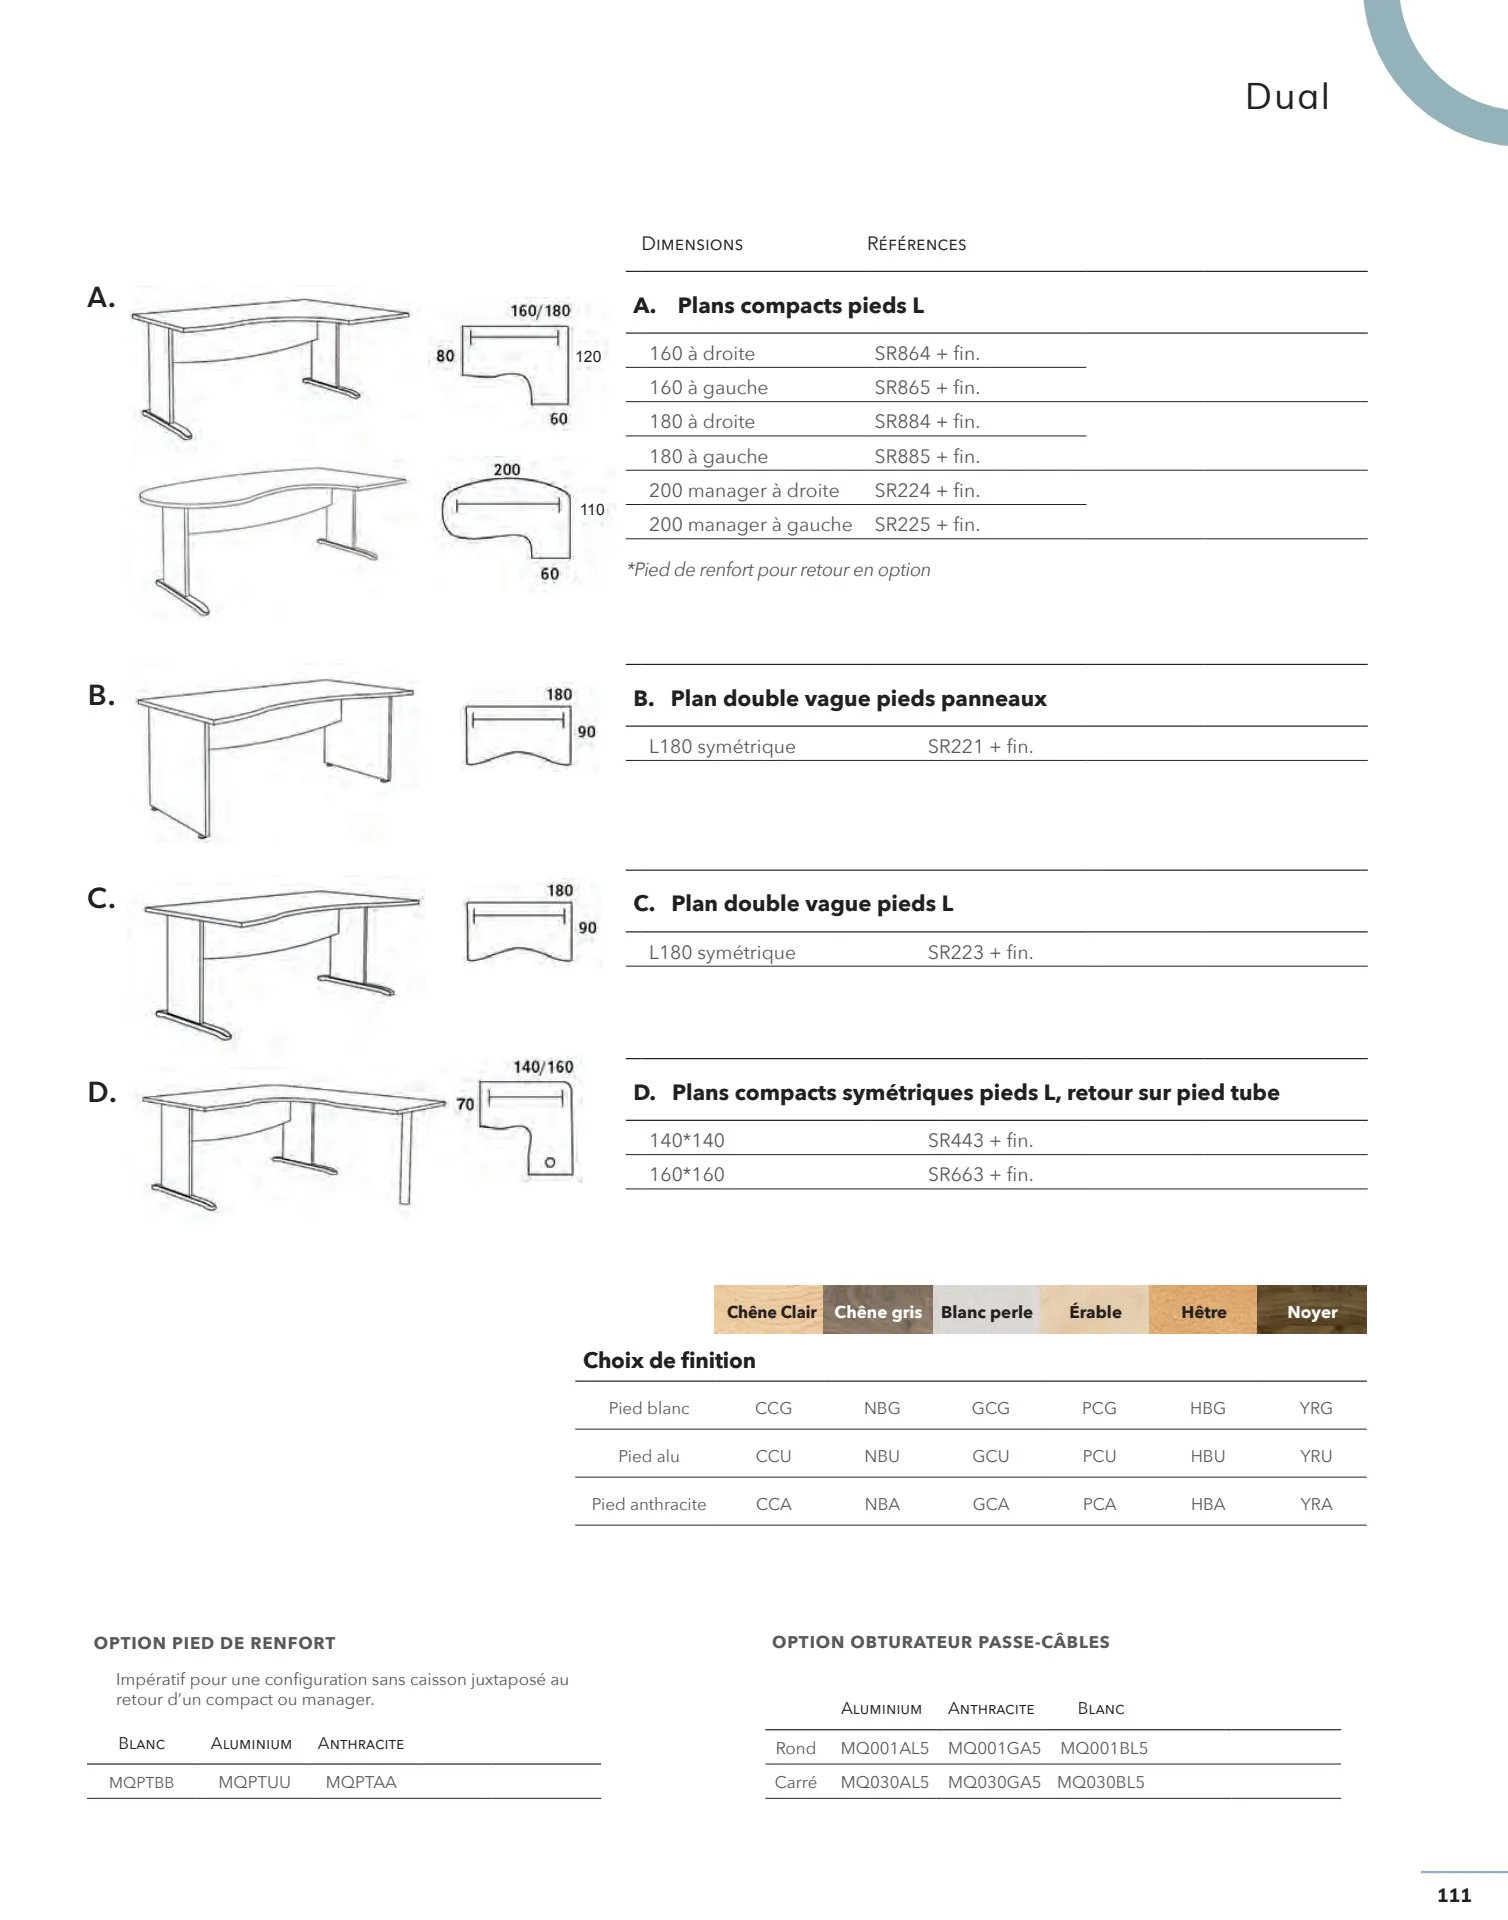 Dual
DIMENSIONS RÉFÉRENCES
A.
160/180
80
120
60
200
110
60
A. Plans compacts pieds L
160 à droite SR864 + fin.
160 à gauche SR865 + fin.
180 à droite SR884 + fin.
180 à gauche SR885 + fin.
200 manager à droite SR224 + fin.
200 manager à gauche SR225 + fin.
*Pied de renfort pour retour en option
B.
180
90
B. Plan double vague pieds panneaux
L180 symétrique SR221 + fin.
C.
180
90
C. Plan double vague pieds L
L180 symétrique SR223 + fin.
D.
140/160
70
D. Plans compacts symétriques pieds L, retour sur pied tube
140*140 SR443 + fin.
160*160 SR663 + fin.
Chêne Clair Chêne gris Blanc perle Érable Hêtre Noyer
Choix de finition
Pied blanc CCG NBG GCG PCG HBG YRG
Pied alu CCU NBU GCU PCU HBU YRU
Pied anthracite CCA NBA GCA PCA HBA YRA
OPTION PIED DE RENFORT
Impératif pour une configuration sans caisson juxtaposé au
retour d’un compact ou manager.
BLANC ALUMINIUM ANTHRACITE
MQPTBB MQPTUU MQPTAA
OPTION OBTURATEUR PASSE-CÂBLES
ALUMINIUM ANTHRACITE BLANC
Rond MQ001AL5 MQ001GA5 MQ001BL5
Carré MQ030AL5 MQ030GA5 MQ030BL5
111